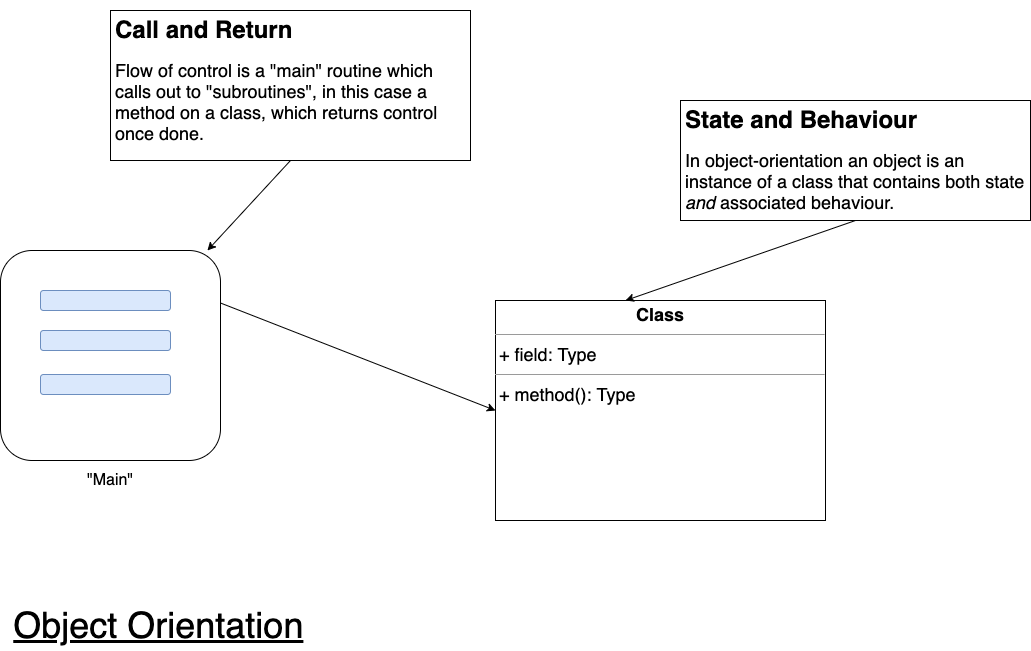 Call and Return
Flow of control is a "main" routine which
calls out to "subroutines", in this case a
method on a class, which returns control
once done.
State and Behaviour
In object-orientation an object is an
instance of a class that contains both state
and associated behaviour.
"Main"
Class
+ field: Type
+ method(): Type
Object Orientation